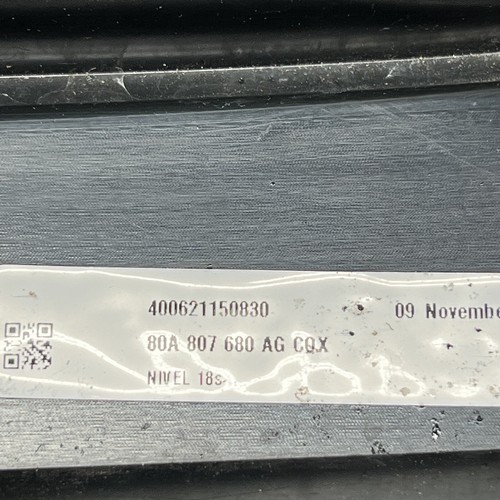 400621150830 09 Novembe
80A 807 680 AG CQX
NIVEL 18s